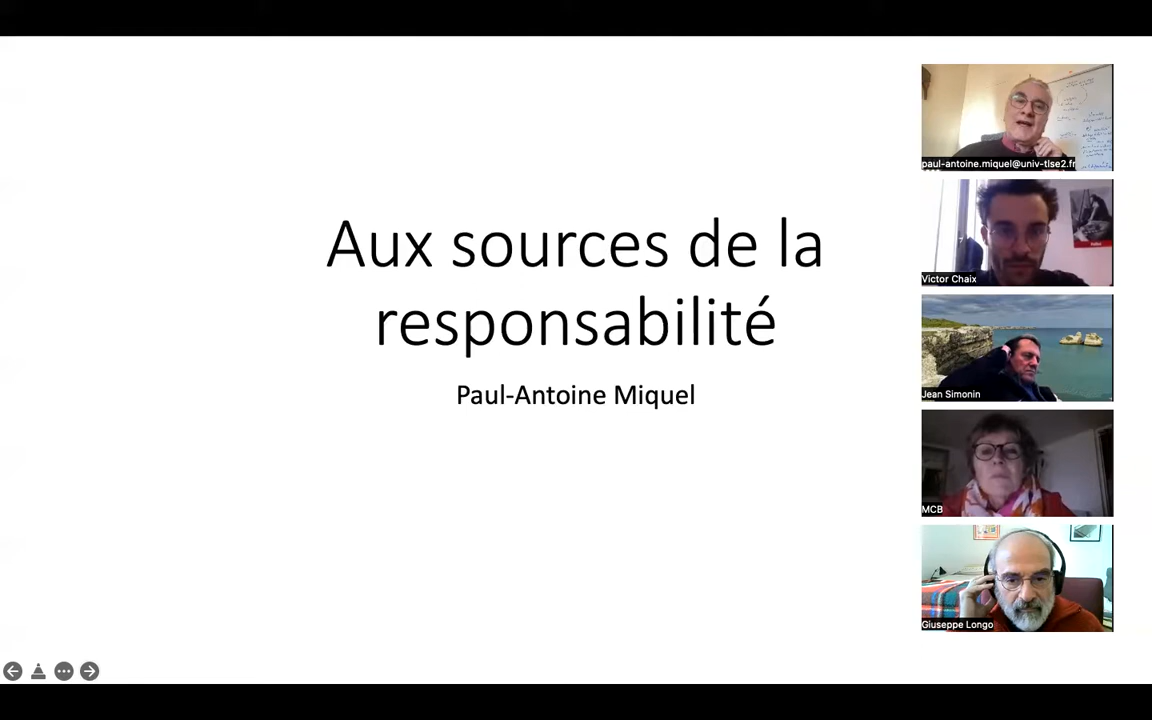 Aux sources de la
responsabilité
Paul-Antoine Miquel
paul-antoine.miquel@univ-tlse2.fr
Victor Chaix
Jean Simonin
MCB
Giuseppe Longo